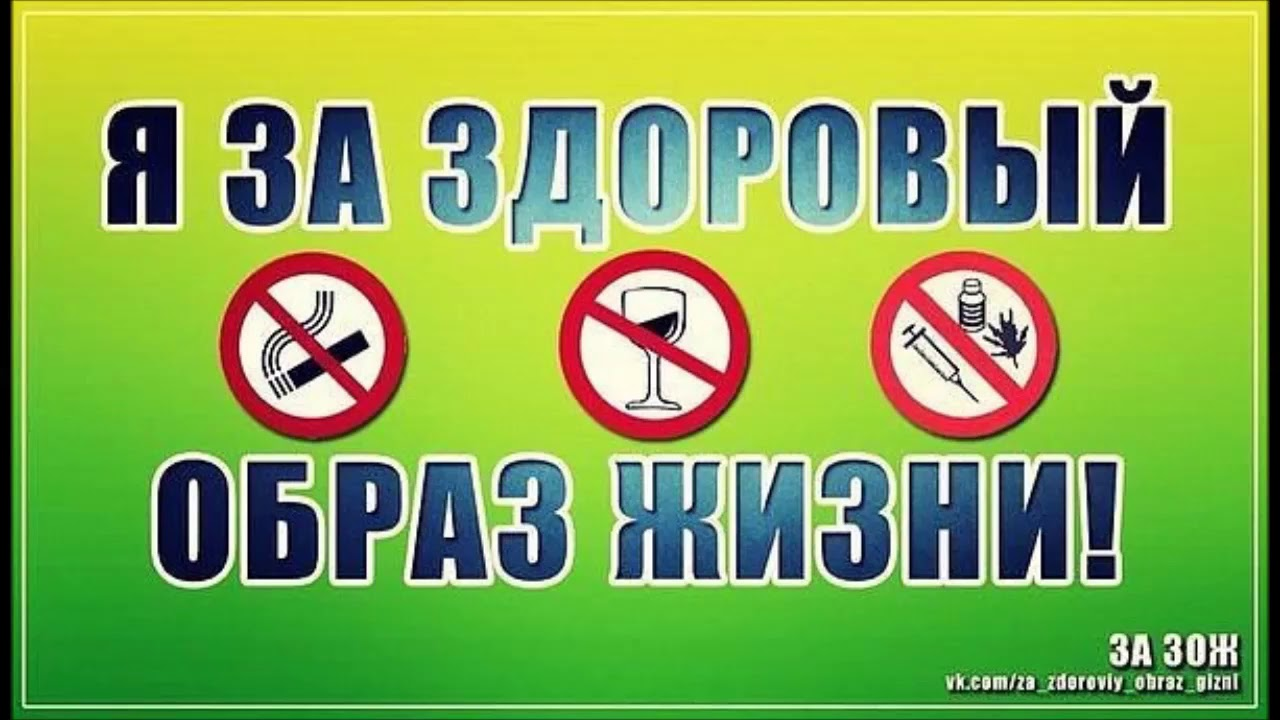 Я ЗА ЗДОРОВЫЙ
ОБРАЗ ЖИЗНИ!
ЗА ЗОЖ
vk.com/za_zdoroviy_obraz_gizni